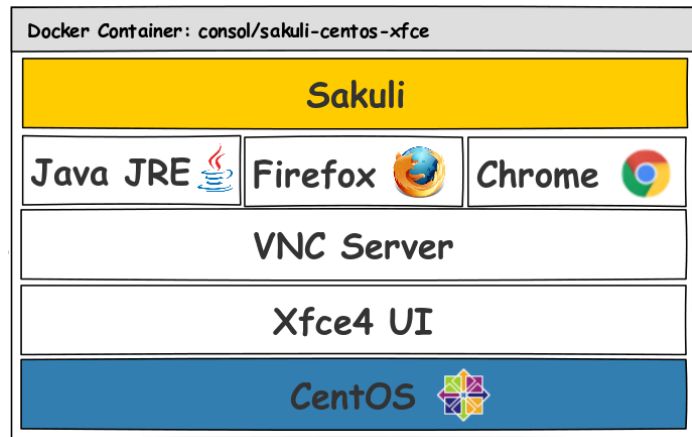 Docker Container: consol/sakuli-centos-xfce
Sakuli
Java JRE Firefox Chrome
VNC Server
Xfce4 UI
CentOS